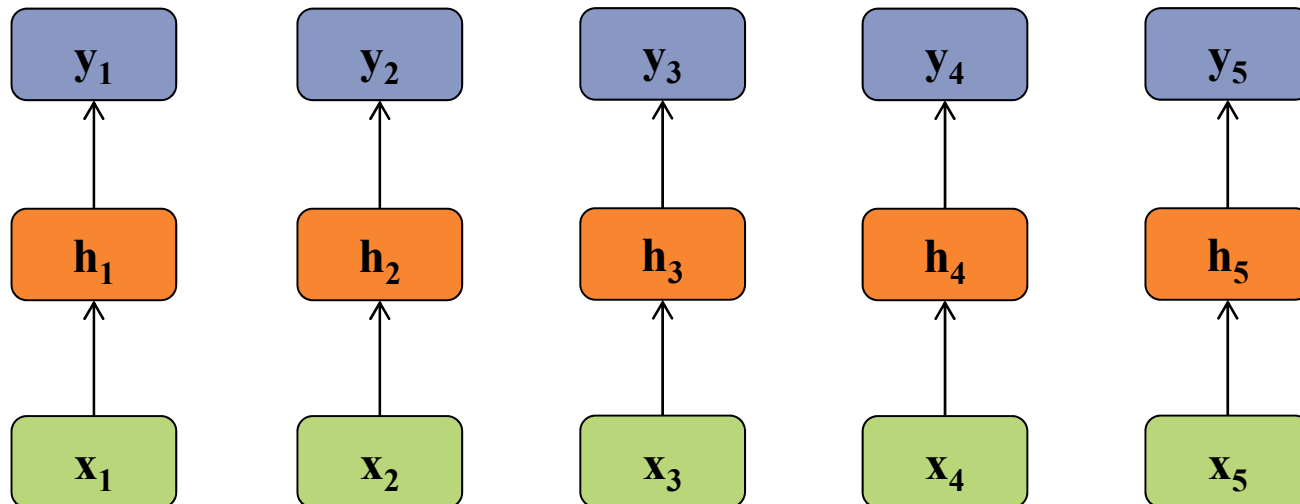 y₁ y₂ y₃ y₄ y₅
h₁ h₂ h₃ h₄ h₅
x₁ x₂ x₃ x₄ x₅